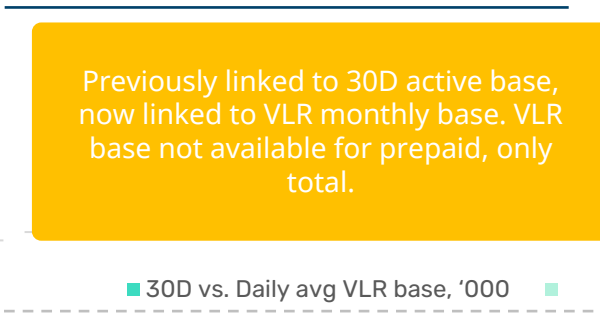 Previously linked to 30D active base,
now linked to VLR monthly base. VLR
base not available for prepaid, only
total.
30D vs. Daily avg VLR base, ‘000